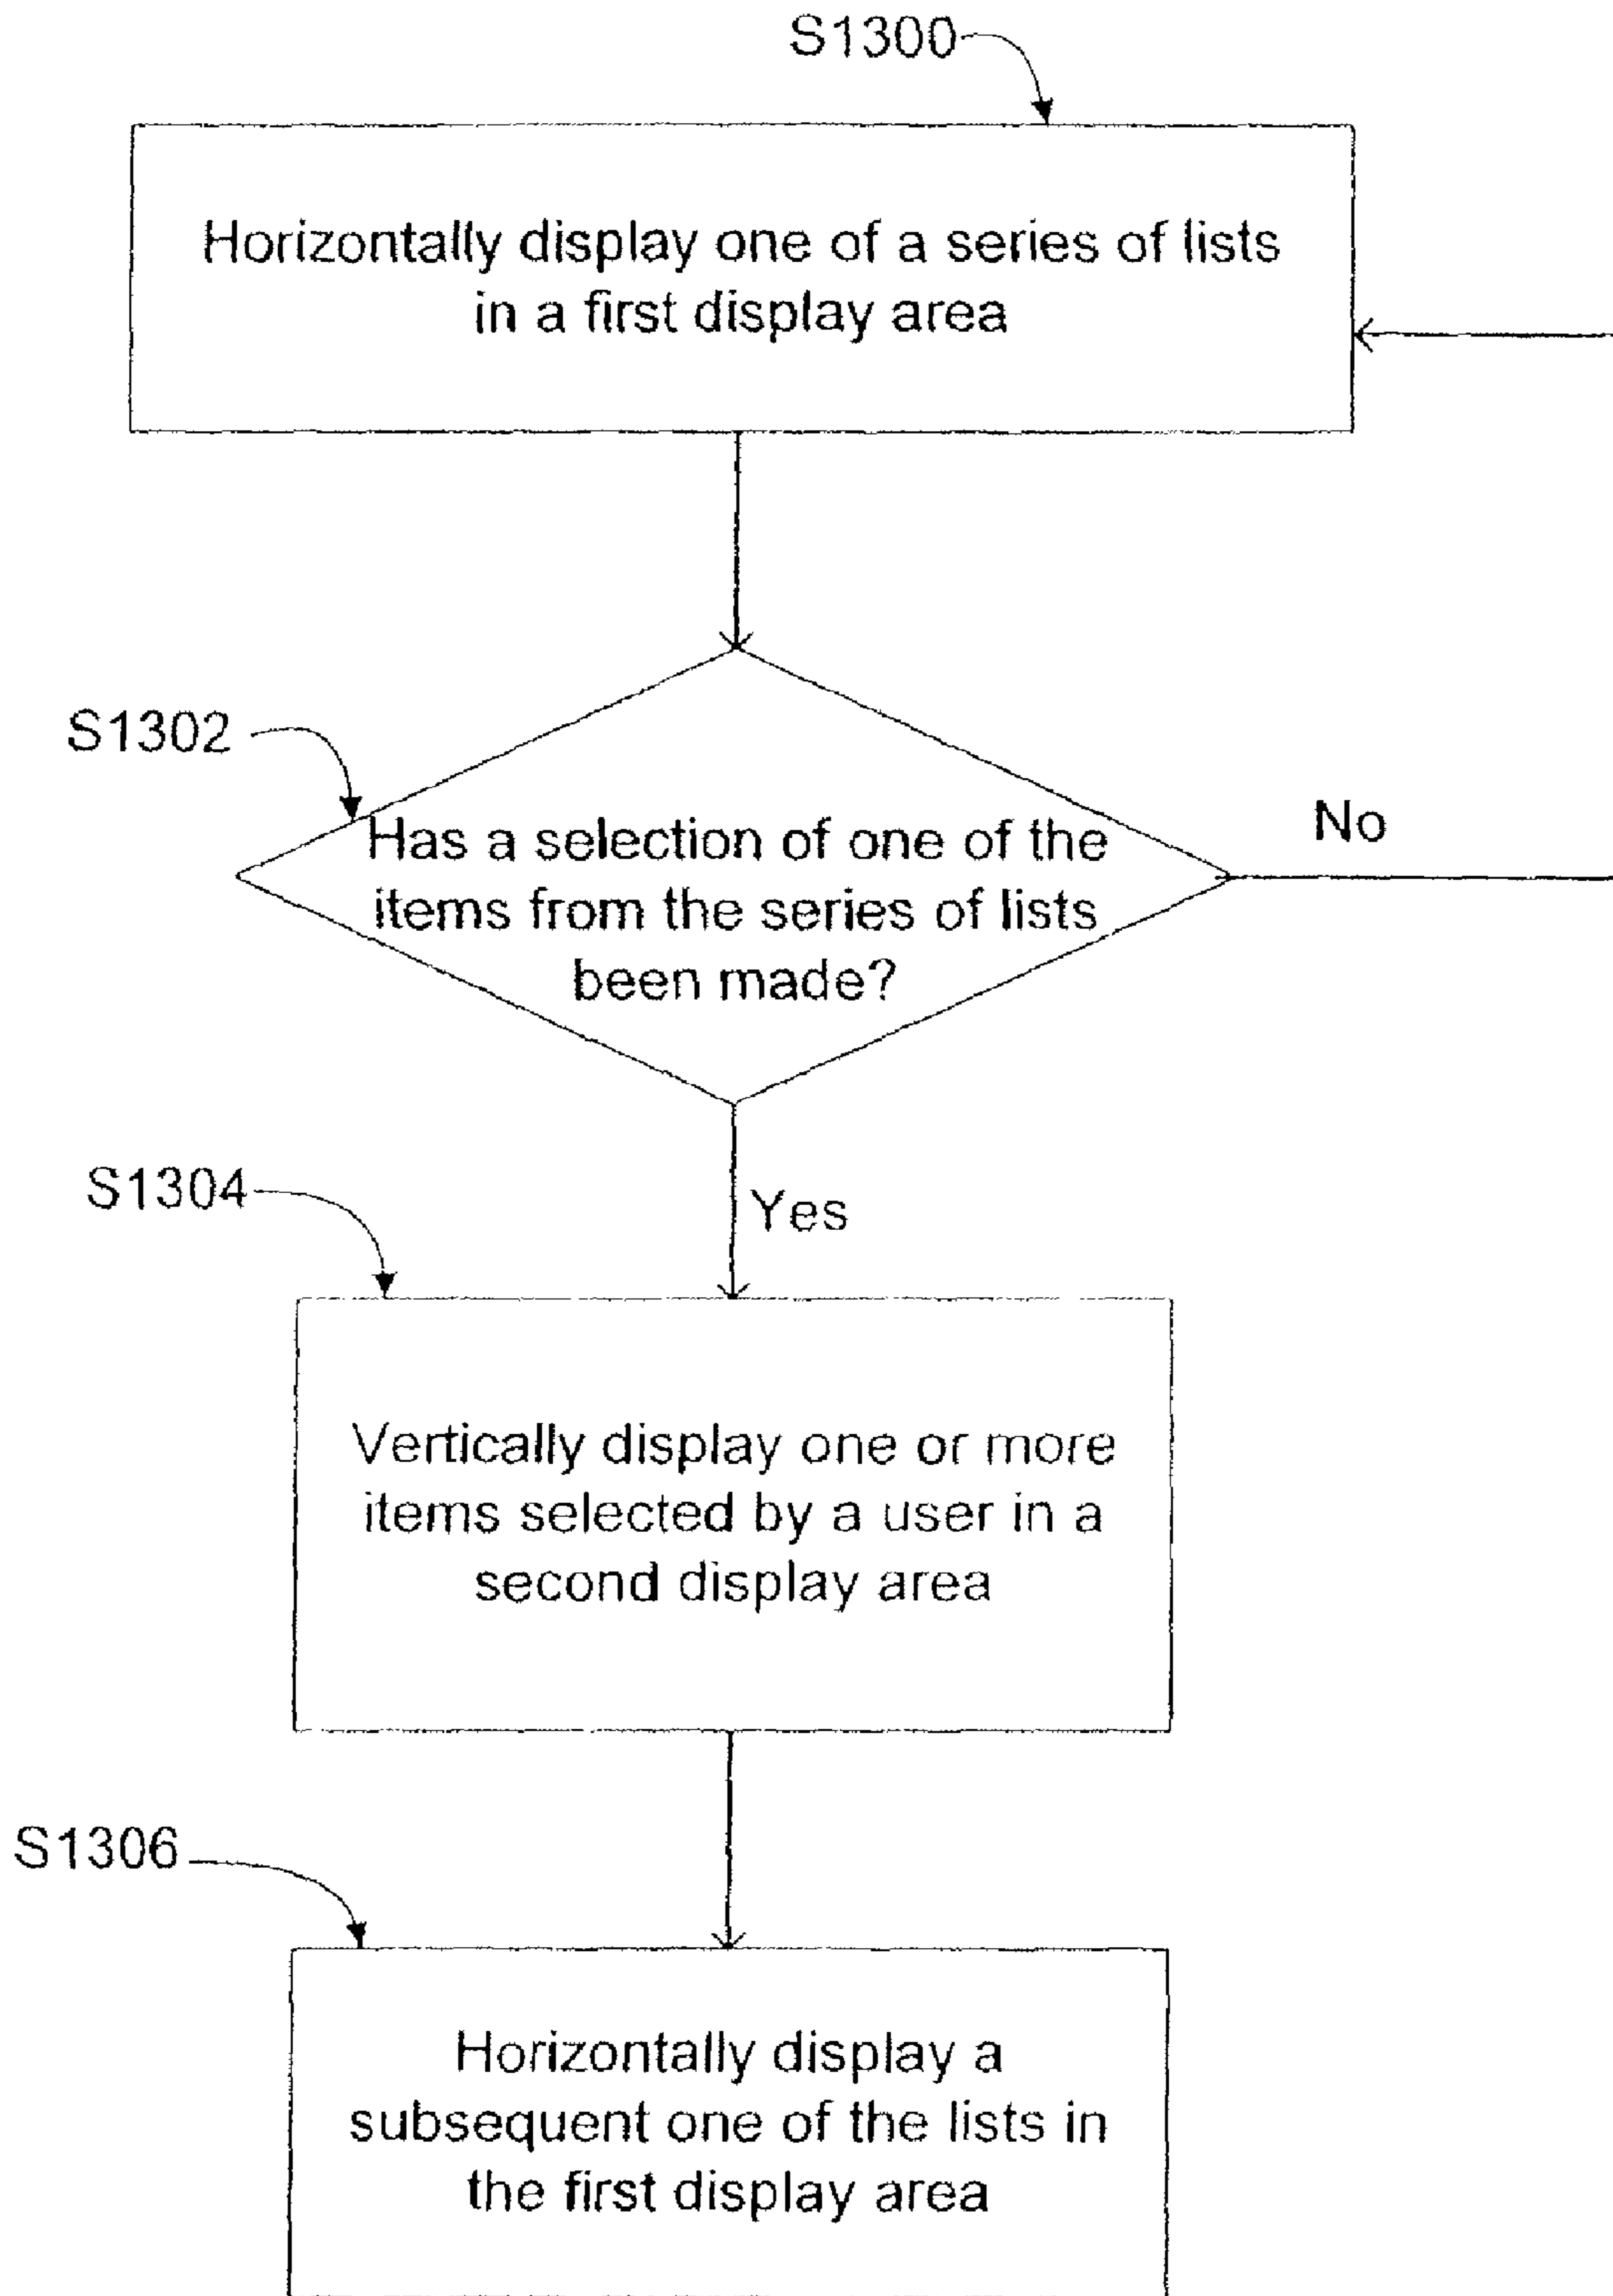 S1300
Horizontally display one of a series of lists
in a first display area
S1302
Has a selection of one of the
items from the series of lists
been made?
No
S1304
Yes
Vertically display one or more
items selected by a user in a
second display area
S1306
Horizontally display a
subsequent one of the lists in
the first display area